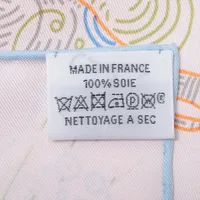 MADE IN FRANCE
100% SOIE
NETTOYAGE A SEC